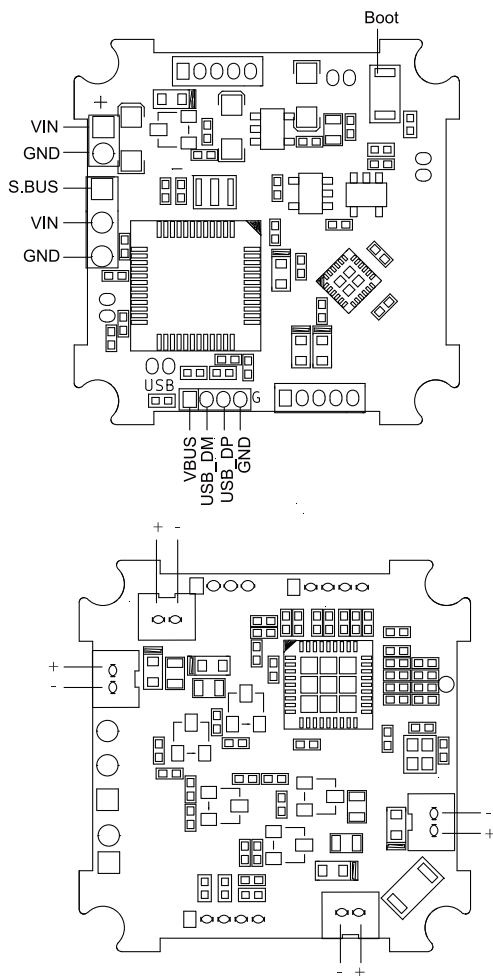 Boot
+
VIN
GND
S.BUS
VIN
GND
USB
G
VBUS
USB_DM
USB_DP
GND
+ -
+
-
-
+
- +